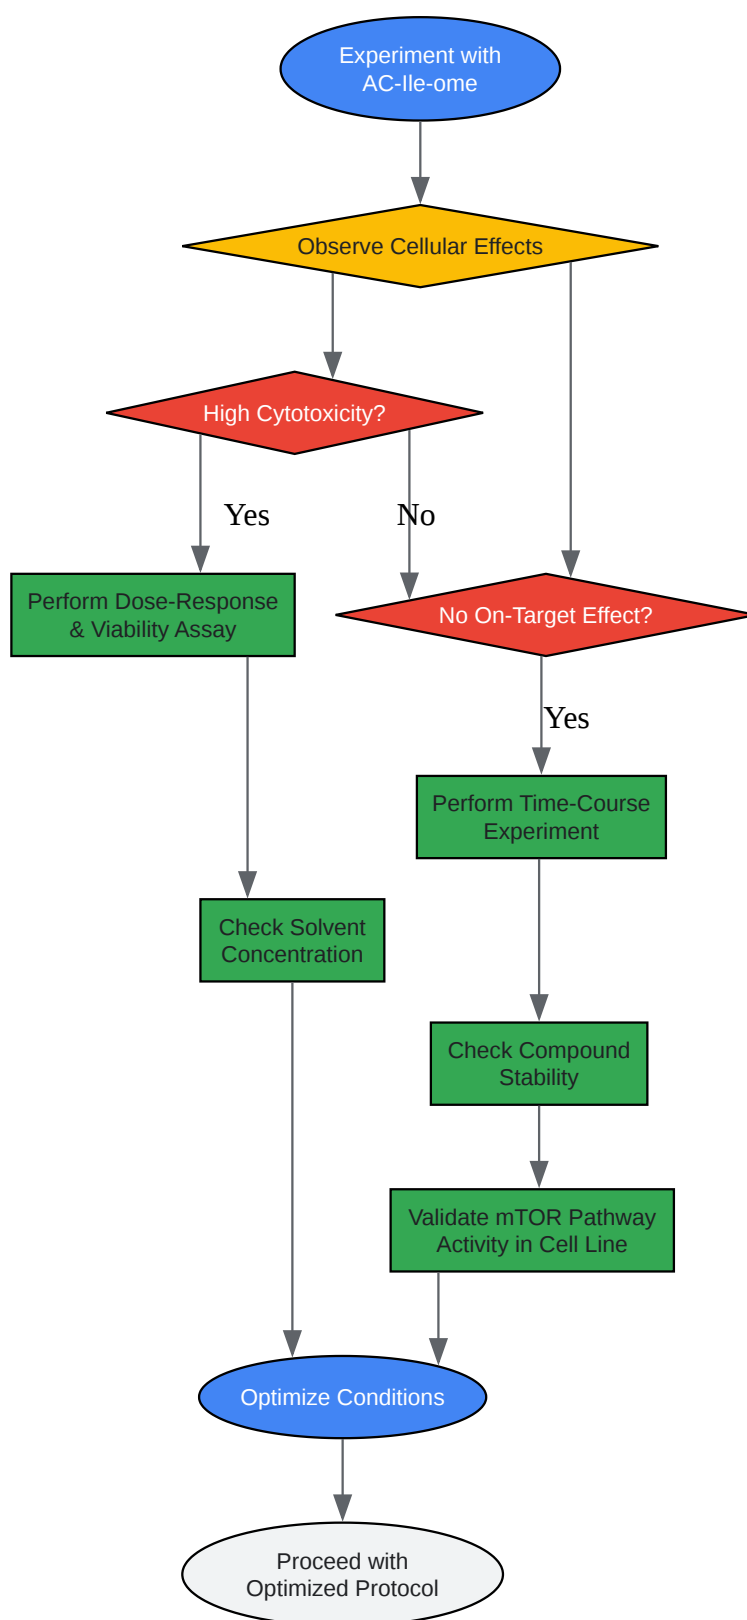 Experiment with
AC-Ile-ome
Observe Cellular Effects
High Cytotoxicity?
Yes
No
Perform Dose-Response
& Viability Assay
No On-Target Effect?
Yes
Perform Time-Course
Experiment
Check Solvent
Concentration
Check Compound
Stability
Validate mTOR Pathway
Activity in Cell Line
Optimize Conditions
Proceed with
Optimized Protocol